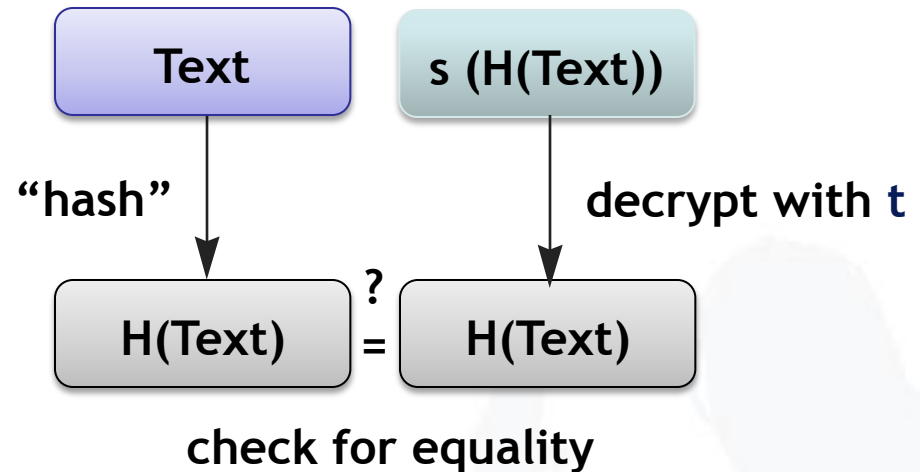 Text
s (H(Text))
“hash”
decrypt with t
?
H(Text)
=
H(Text)
check for equality